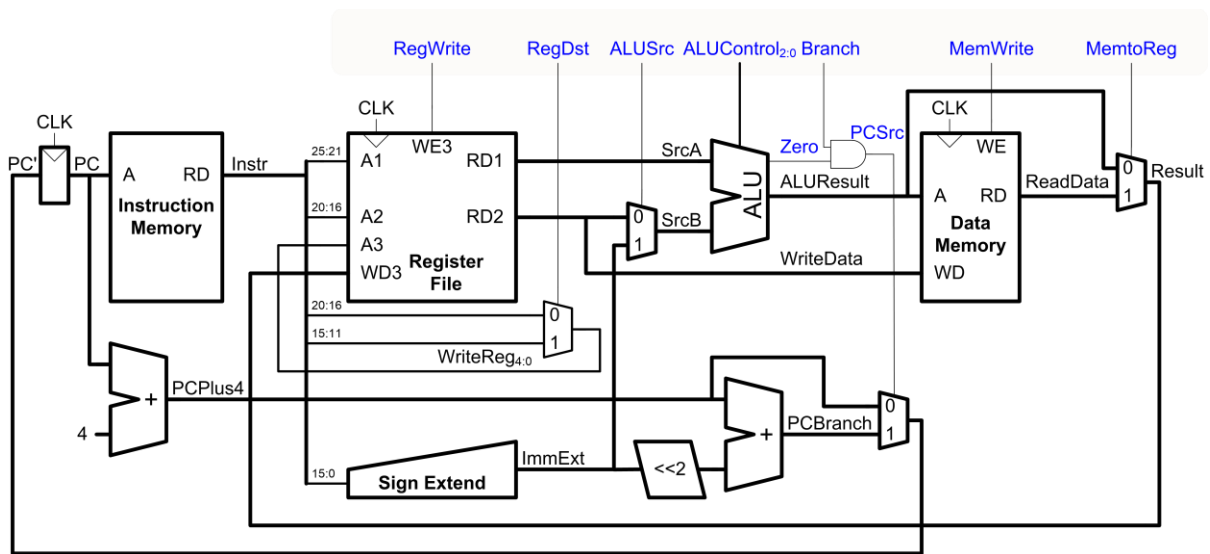 RegWrite RegDst ALUSrc ALUControl2:0 Branch MemWrite MemtoReg
CLK CLK CLK
PC' PC Instr 25:21 WE3 SrcA Zero PCSrc WE
A RD A1 RD1 ALU ALUResult 0 Result
Instruction
Memory
20:16 A2 RD2 0 SrcB A RD ReadData 1
A3 1 Data
Memory
WD3 Register
File
WriteData WD
20:16 0
15:11 1
WriteReg4:0
PCPlus4 + 0
4 + PCBranch 1
ImmExt <<2
15:0 Sign Extend